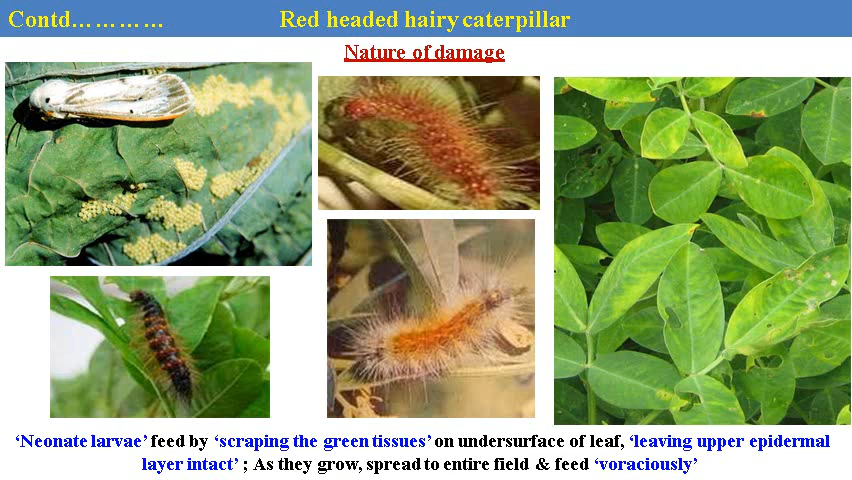 Contd………… Red headed hairy caterpillar
Nature of damage
‘Neonate larvae’ feed by ‘scraping the green tissues’ on undersurface of leaf, ‘leaving upper epidermal
layer intact’ ; As they grow, spread to entire field & feed ‘voraciously’